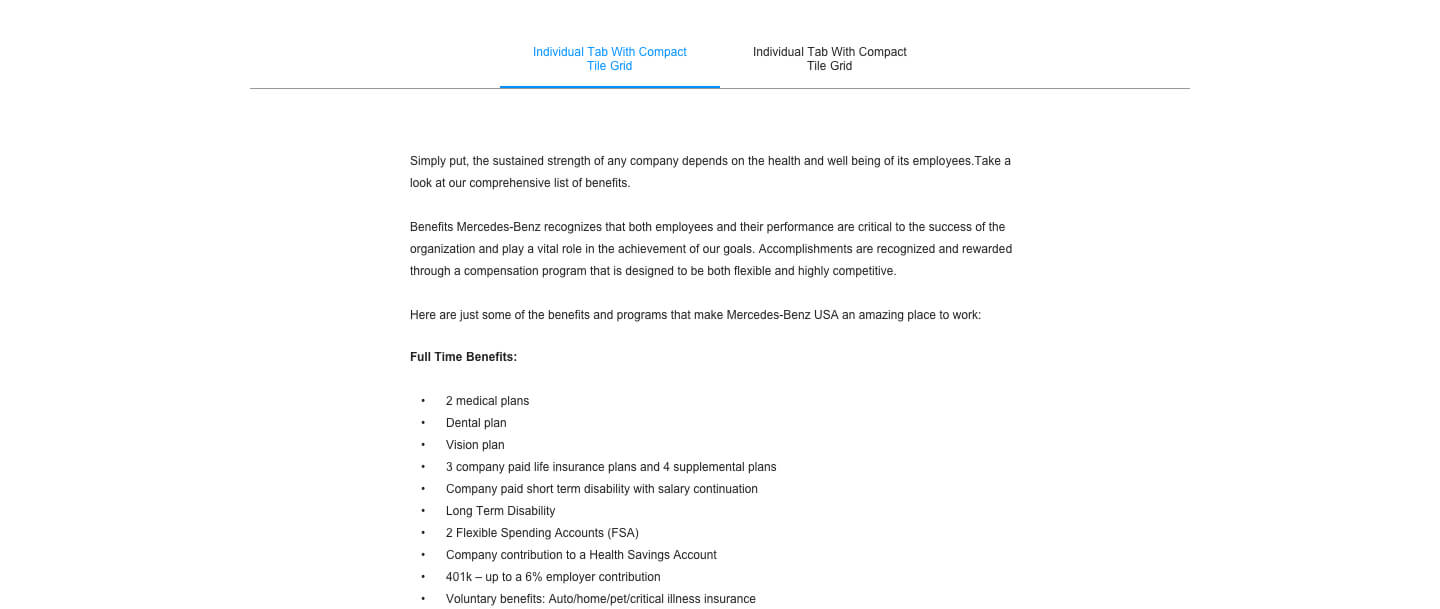 Individual Tab With Compact
Tile Grid
Individual Tab With Compact
Tile Grid
Simply put, the sustained strength of any company depends on the health and well being of its employees.Take a
look at our comprehensive list of benefits.
Benefits Mercedes-Benz recognizes that both employees and their performance are critical to the success of the
organization and play a vital role in the achievement of our goals. Accomplishments are recognized and rewarded
through a compensation program that is designed to be both flexible and highly competitive.
Here are just some of the benefits and programs that make Mercedes-Benz USA an amazing place to work:
Full Time Benefits:
• 2 medical plans
• Dental plan
• Vision plan
• 3 company paid life insurance plans and 4 supplemental plans
• Company paid short term disability with salary continuation
• Long Term Disability
• 2 Flexible Spending Accounts (FSA)
• Company contribution to a Health Savings Account
• 401k – up to a 6% employer contribution
• Voluntary benefits: Auto/home/pet/critical illness insurance